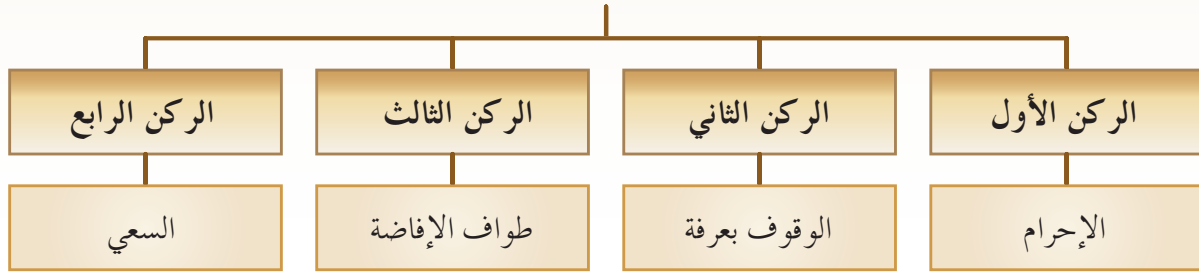 الركن الأول
الركن الثاني
الركن الثالث
الركن الرابع
الإحرام
الوقوف بعرفة
طواف الإفاضة
السعي